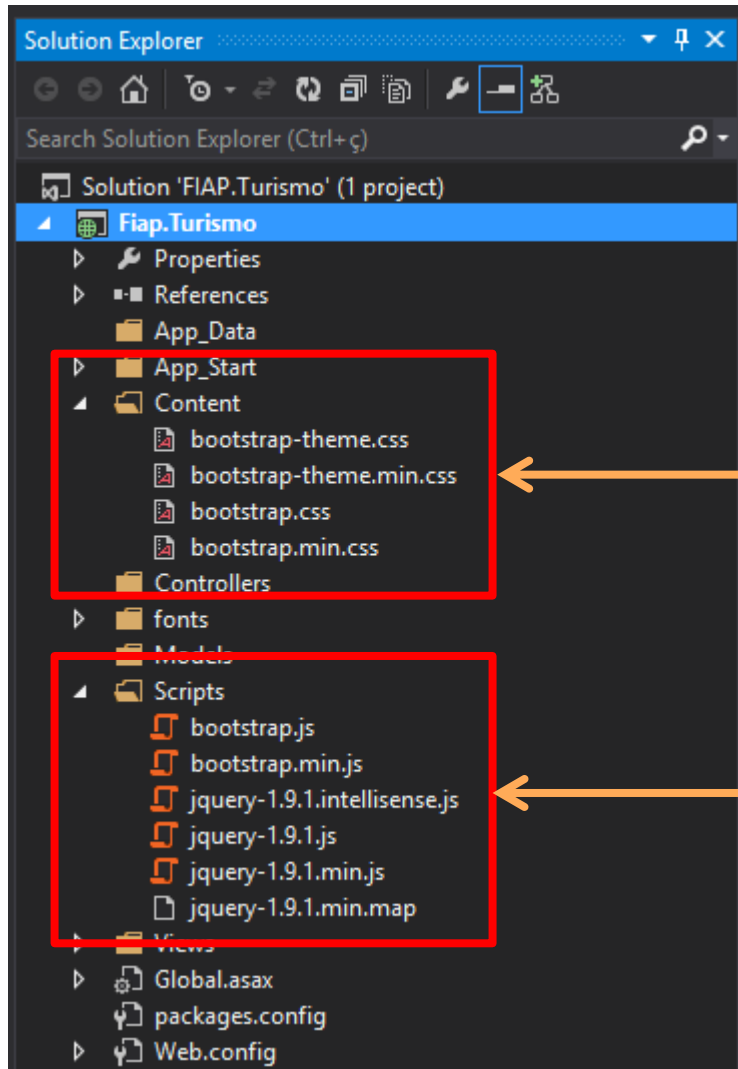 Solution Explorer
Search Solution Explorer (Ctrl+ç)
Solution 'FIAP.Turismo' (1 project)
Fiap.Turismo
Properties
References
App_Data
App_Start
Content
bootstrap-theme.css
bootstrap-theme.min.css
bootstrap.css
bootstrap.min.css
Controllers
fonts
Models
Scripts
bootstrap.js
bootstrap.min.js
jquery-1.9.1.intellisense.js
jquery-1.9.1.js
jquery-1.9.1.min.js
jquery-1.9.1.min.map
Views
Global.asax
packages.config
Web.config